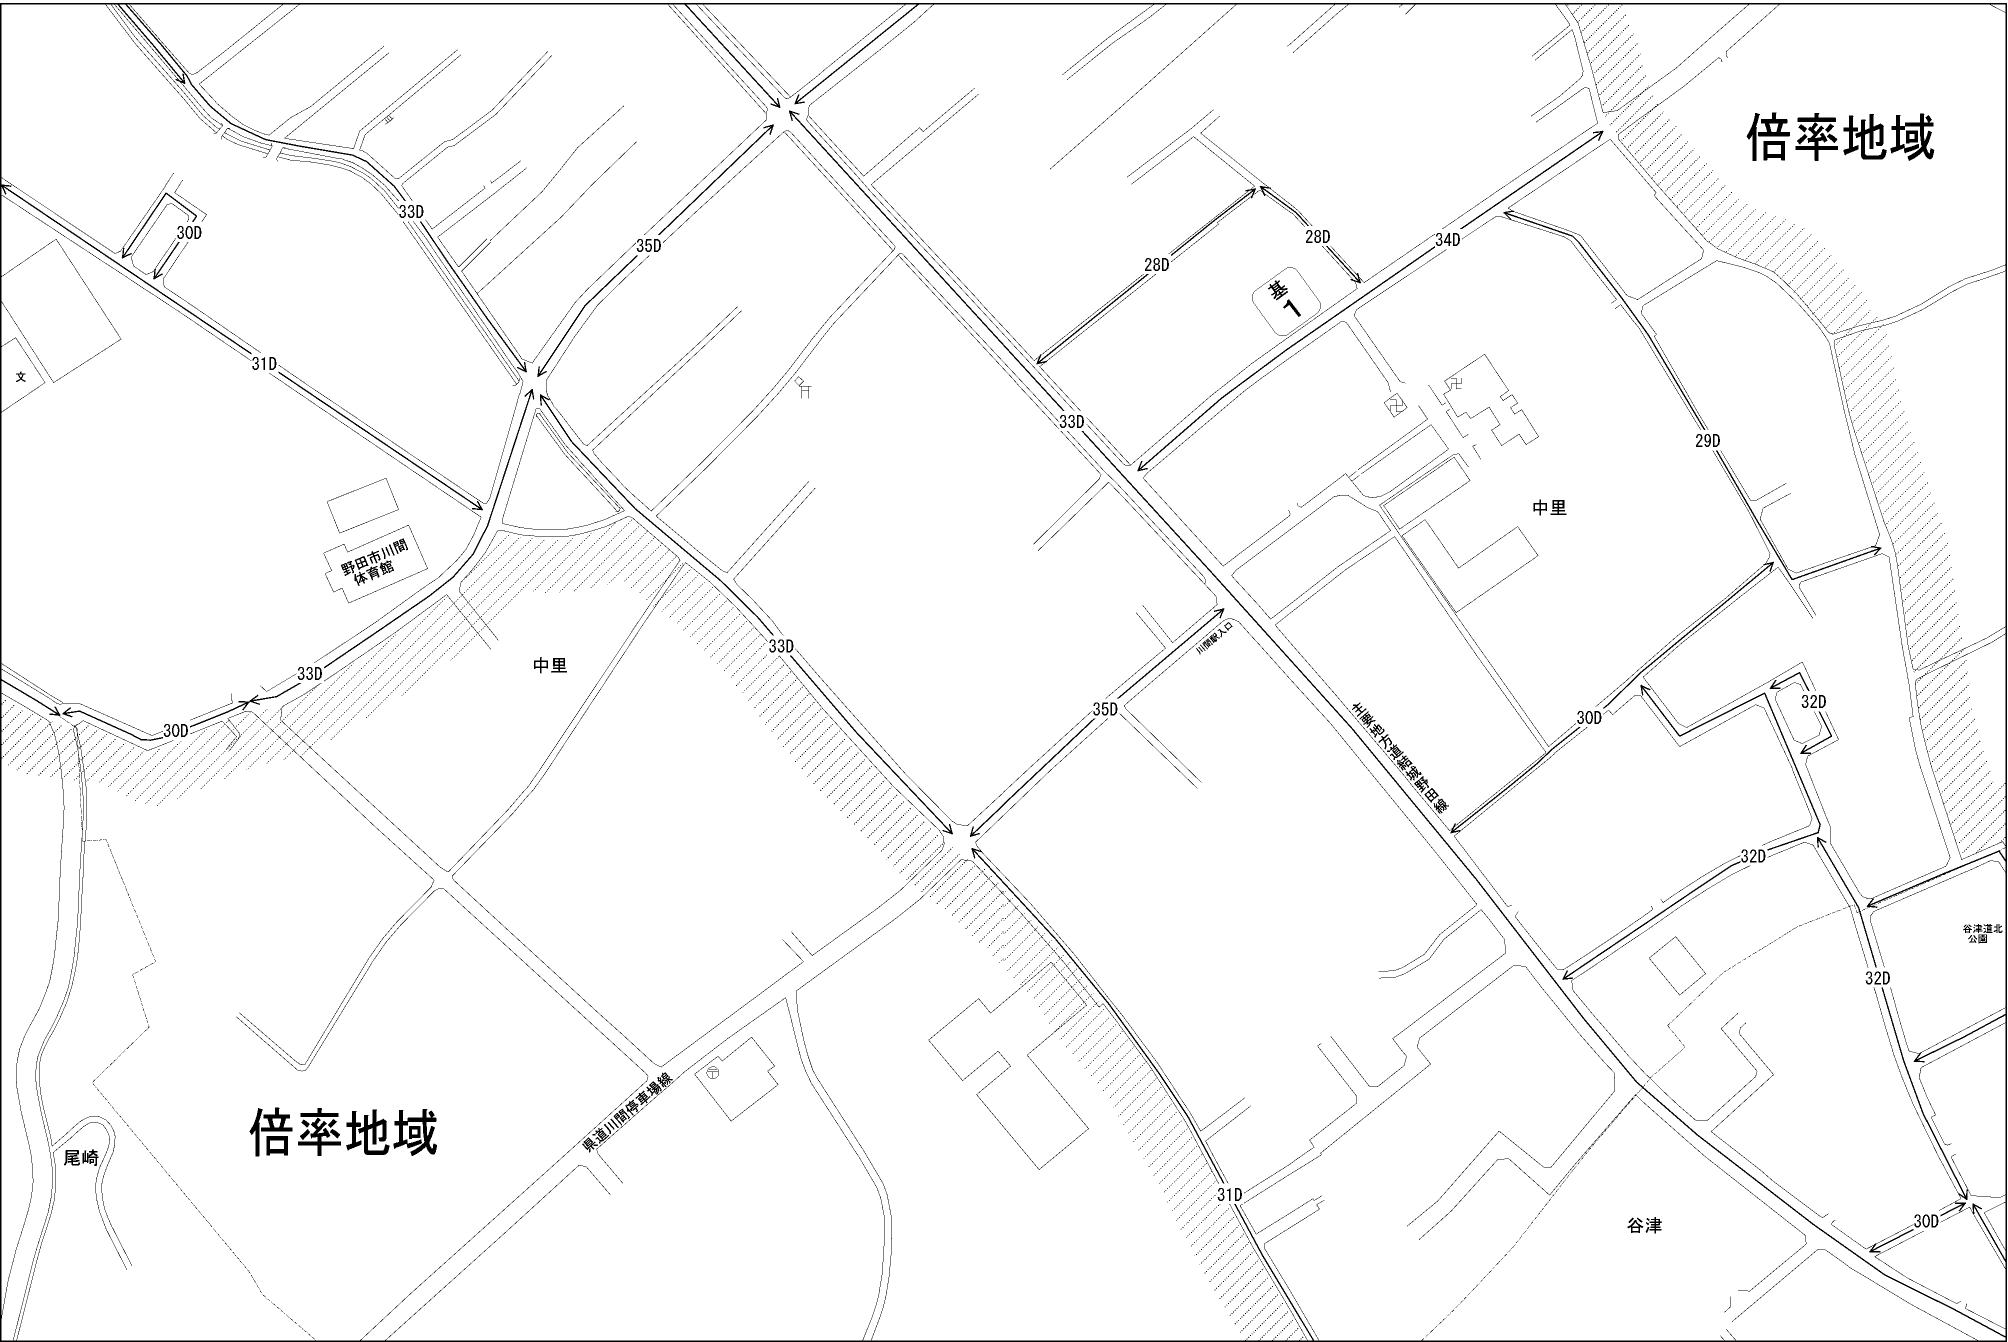 倍率地域
33D
30D
35D
28D
28D
34D
基
1
31D
文
33D
29D
中里
野田市川間
体育館
川間駅入口
33D
中里
33D
35D
30D
32D
主要地方道結城野田線
30D
32D
谷津道北
公園
32D
県道川間停車場線
倍率地域
尾崎
31D
谷津
30D